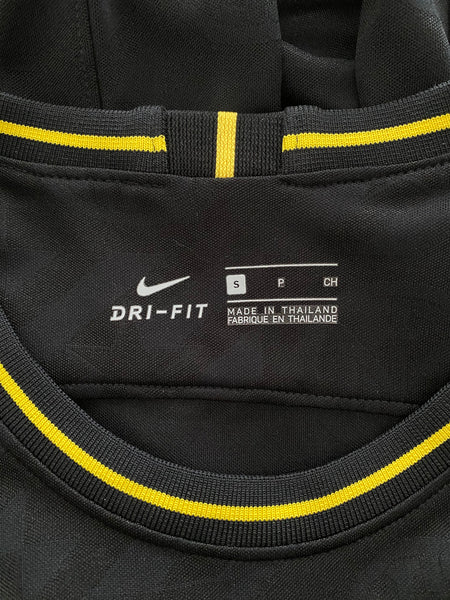 DRI-FIT
S P CH
MADE IN THAILAND
FABRIQUE EN THAILANDE